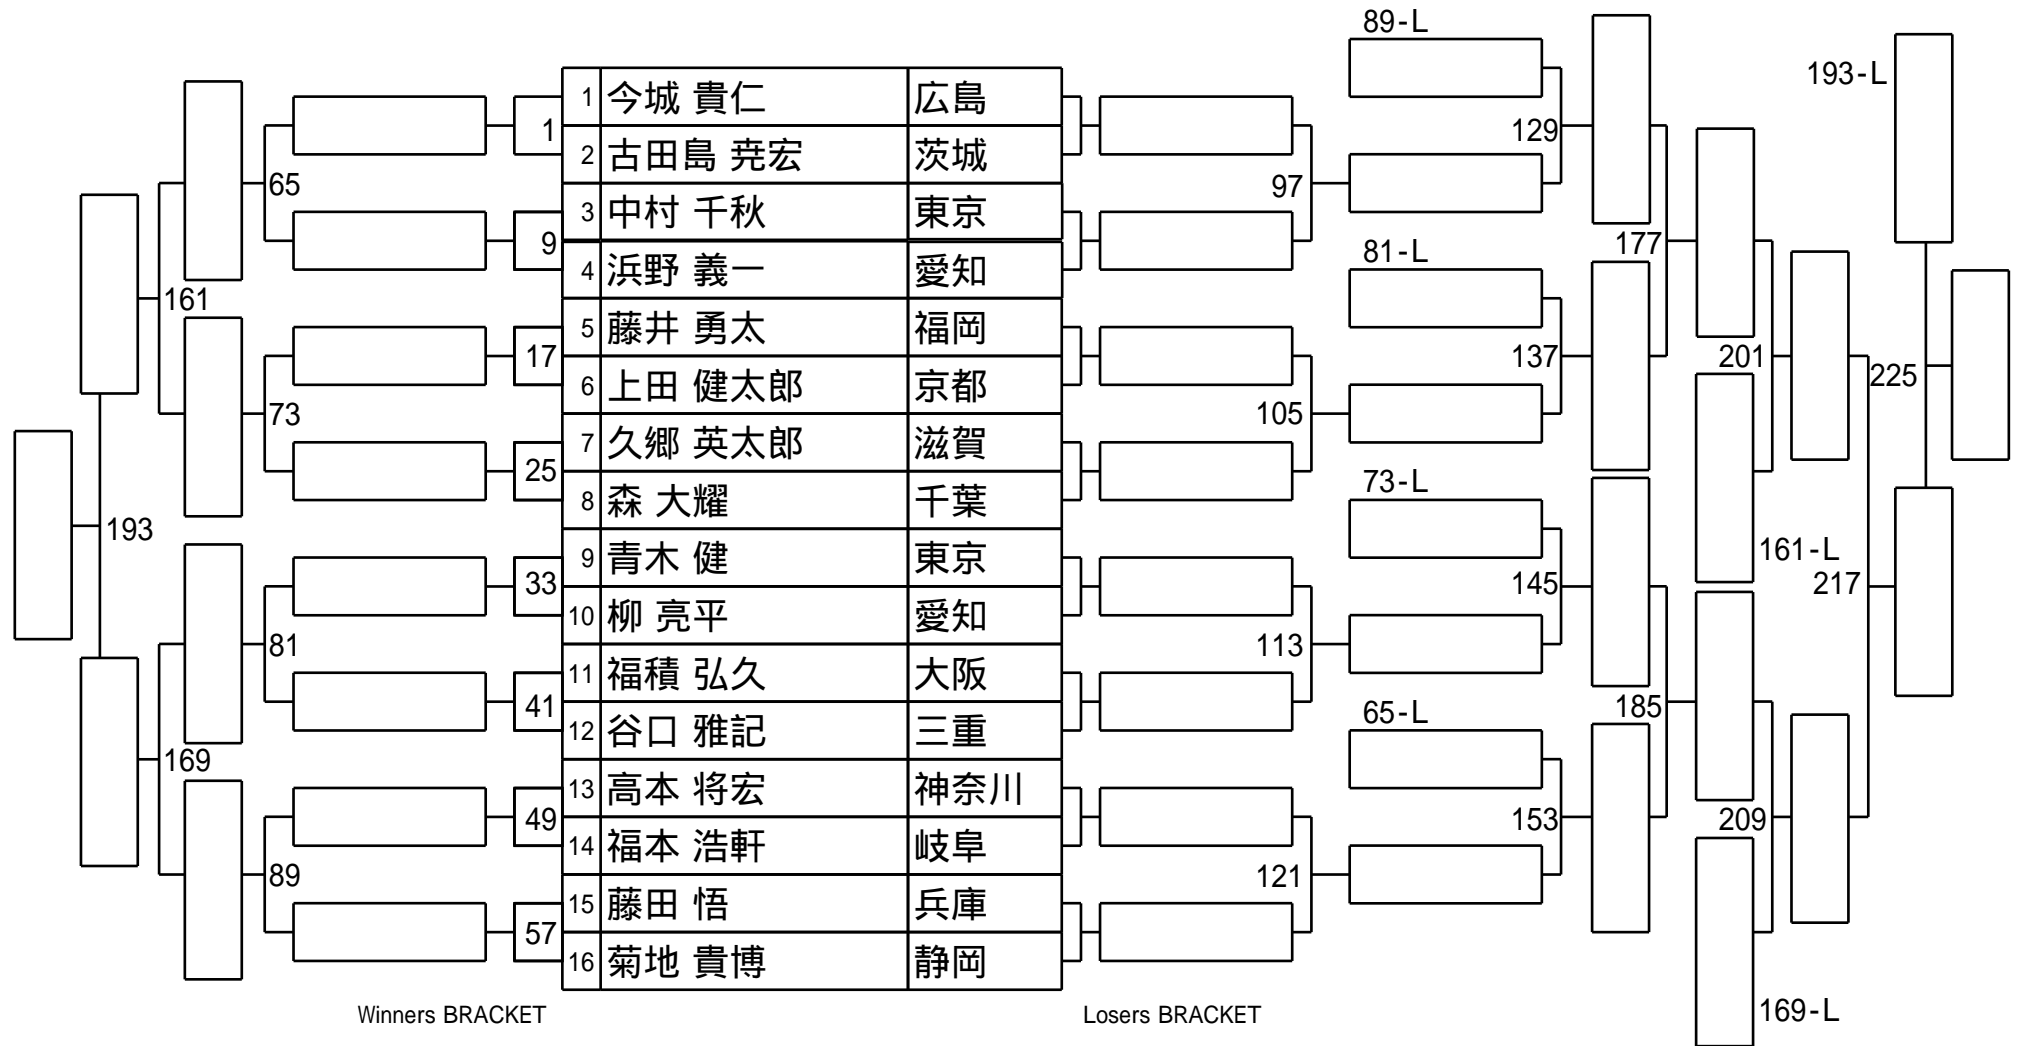 89-L
193-L
1 今城 貴仁 広島
1
129
2 古田島 尭宏 茨城
65
97
3 中村 千秋 東京
9
177
81-L
4 浜野 義一 愛知
161
5 藤井 勇太 福岡
17
137
201
225
6 上田 健太郎 京都
73
105
7 久郷 英太郎 滋賀
25
73-L
8 森 大耀 千葉
193
161-L
9 青木 健 東京
33
145
217
10 柳 亮平 愛知
81
113
11 福積 弘久 大阪
41
185
65-L
12 谷口 雅記 三重
169
13 高本 将宏 神奈川
49
153
209
14 福本 浩軒 岐阜
89
121
15 藤田 悟 兵庫
57
16 菊地 貴博 静岡
169-L
Winners BRACKET
Losers BRACKET